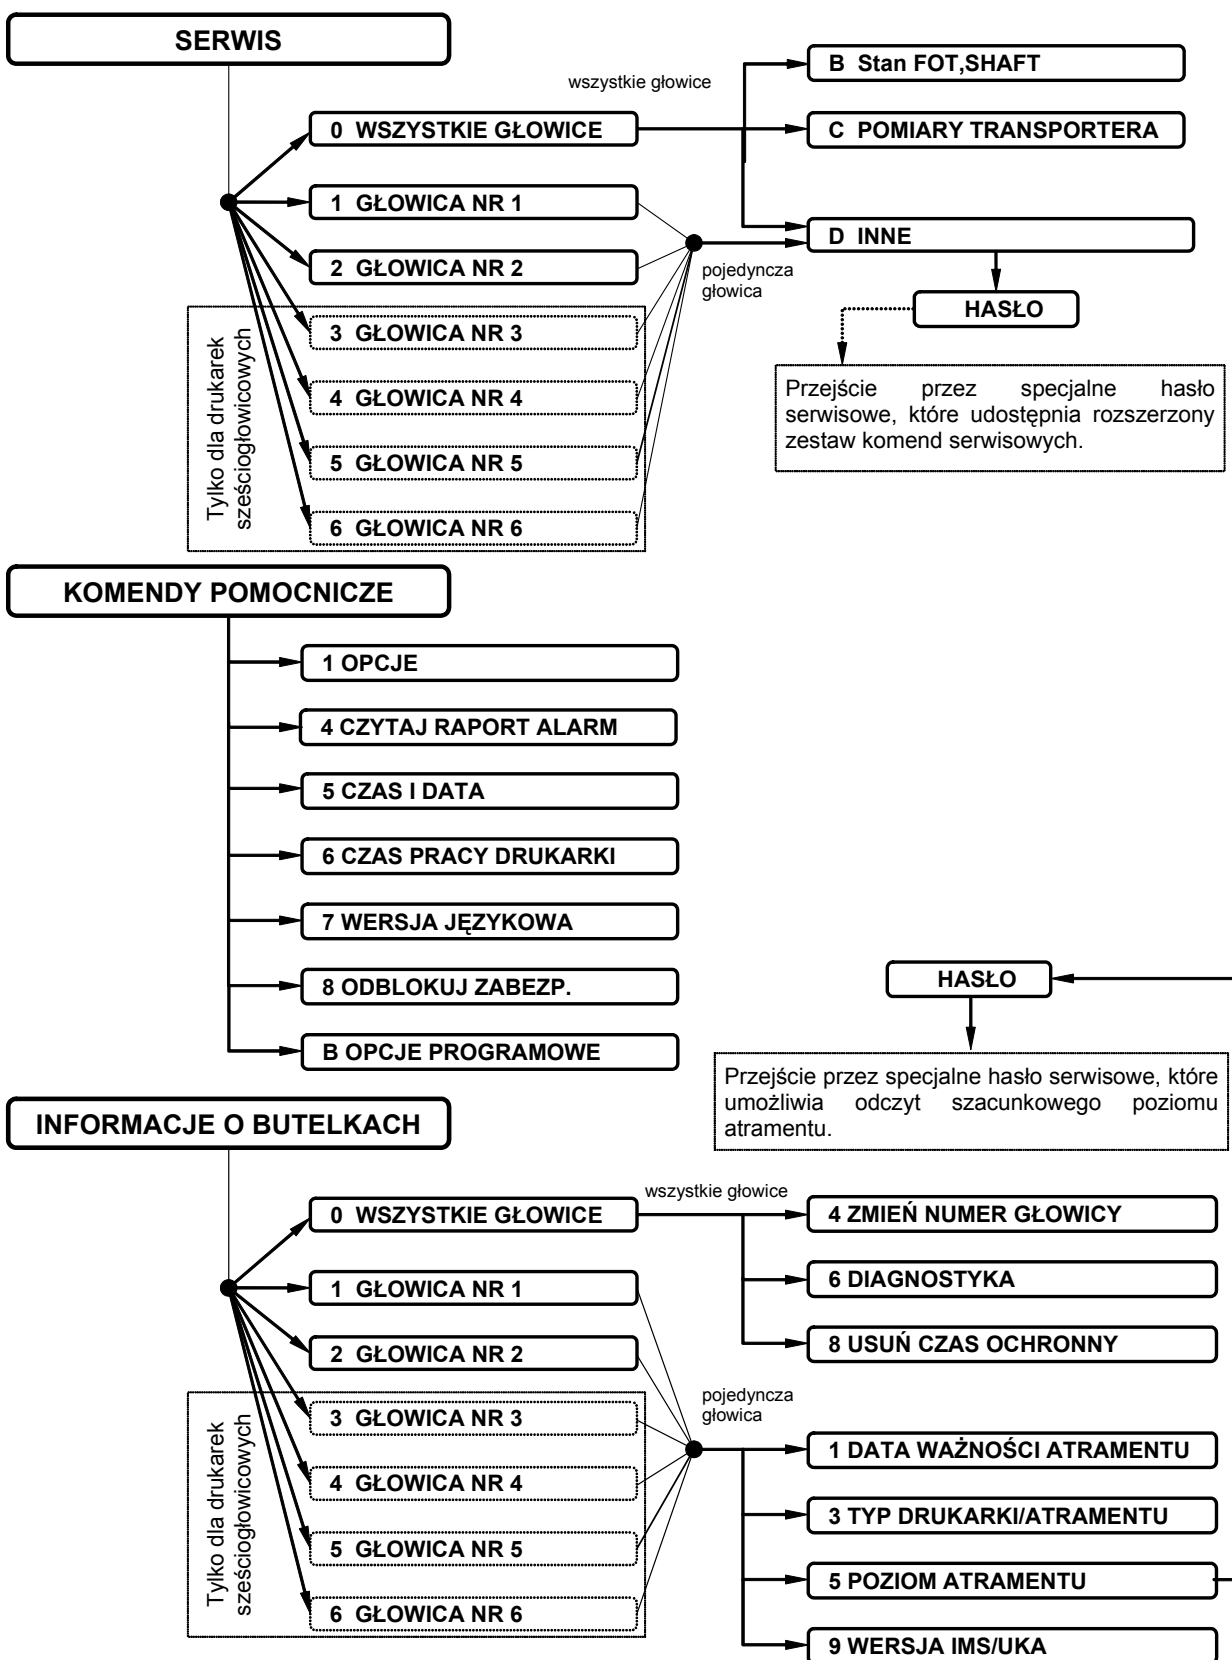 SERWIS
wszystkie głowice
0 WSZYSTKIE GŁOWICE
1 GŁOWICA NR 1
2 GŁOWICA NR 2
3 GŁOWICA NR 3
4 GŁOWICA NR 4
5 GŁOWICA NR 5
6 GŁOWICA NR 6
Tylko dla drukarek
sześciogłowicowych
pojedyncza
głowica
B Stan FOT,SHAFT
C POMIARY TRANSPORTERA
D INNE
HASŁO
Przejście przez specjalne hasło
serwisowe, które udostępnia rozszerzony
zestaw komend serwisowych.
KOMENDY POMOCNICZE
1 OPCJE
4 CZYTAJ RAPORT ALARM
5 CZAS I DATA
6 CZAS PRACY DRUKARKI
7 WERSJA JĘZYKOWA
8 ODBLOKUJ ZABEZP.
B OPCJE PROGRAMOWE
HASŁO
Przejście przez specjalne hasło serwisowe, które
umożliwia odczyt szacunkowego poziomu
atramentu.
INFORMACJE O BUTELKACH
wszystkie głowice
0 WSZYSTKIE GŁOWICE
1 GŁOWICA NR 1
2 GŁOWICA NR 2
3 GŁOWICA NR 3
4 GŁOWICA NR 4
5 GŁOWICA NR 5
6 GŁOWICA NR 6
Tylko dla drukarek
sześciogłowicowych
pojedyncza
głowica
4 ZMIEŃ NUMER GŁOWICY
6 DIAGNOSTYKA
8 USUŃ CZAS OCHRONNY
1 DATA WAŻNOŚCI ATRAMENTU
3 TYP DRUKARKI/ATRAMENTU
5 POZIOM ATRAMENTU
9 WERSJA IMS/UKA